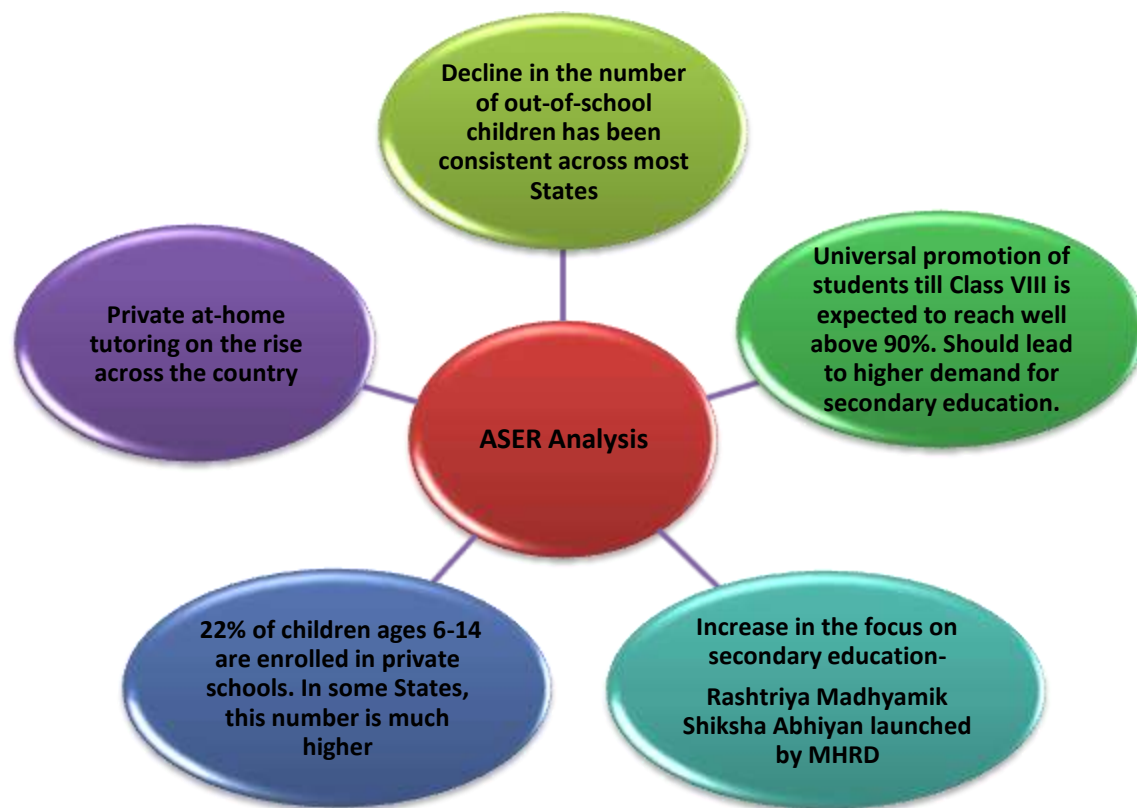 Decline in the number
of out-of-school
children has been
consistent across most
States
Universal promotion of
students till Class VIII is
expected to reach well
above 90%. Should lead
to higher demand for
secondary education.
Private at-home
tutoring on the rise
across the country
ASER Analysis
22% of children ages 6-14
are enrolled in private
schools. In some States,
this number is much
higher
Increase in the focus on
secondary education-
Rashtriya Madhyamik
Shiksha Abhiyan launched
by MHRD